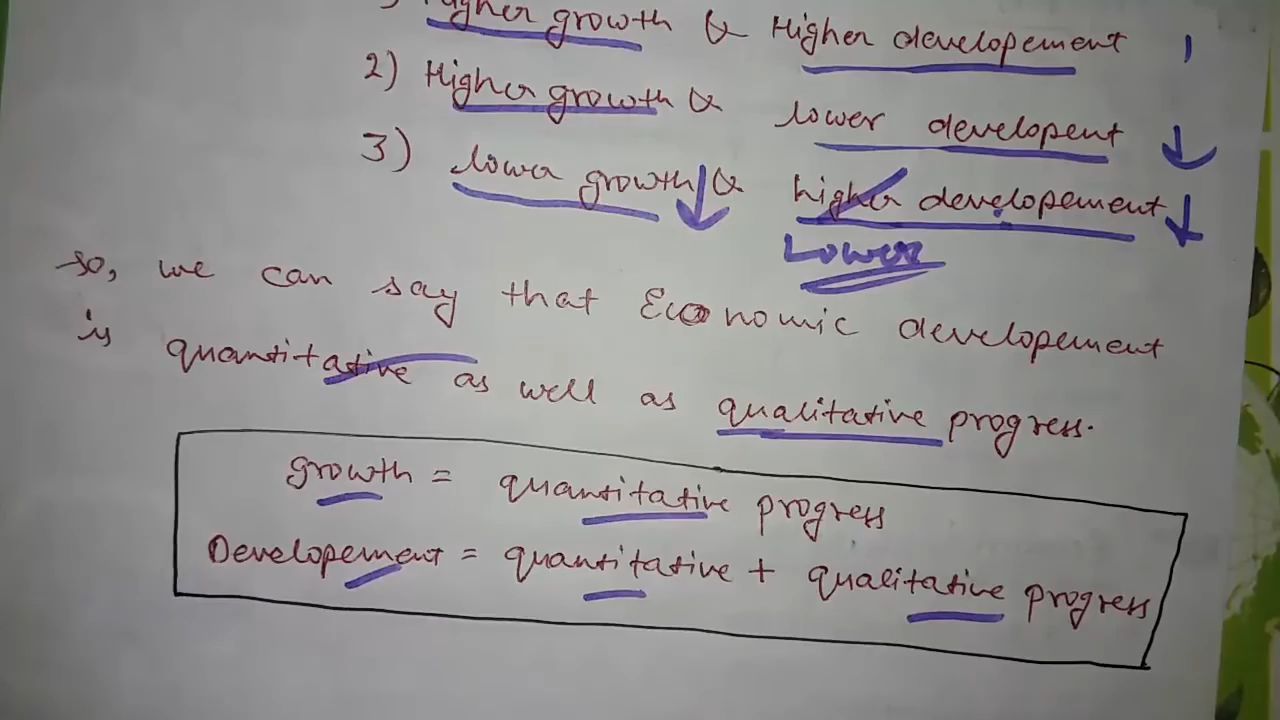 Higher growth & Higher developement
2) Higher growth & lower developent
3) lower growth & higher developement
Lower
so, we can say that Economic developement
is quantitative as well as qualitative progress.
growth = quantitative progress
Developement = quantitative + qualitative progress